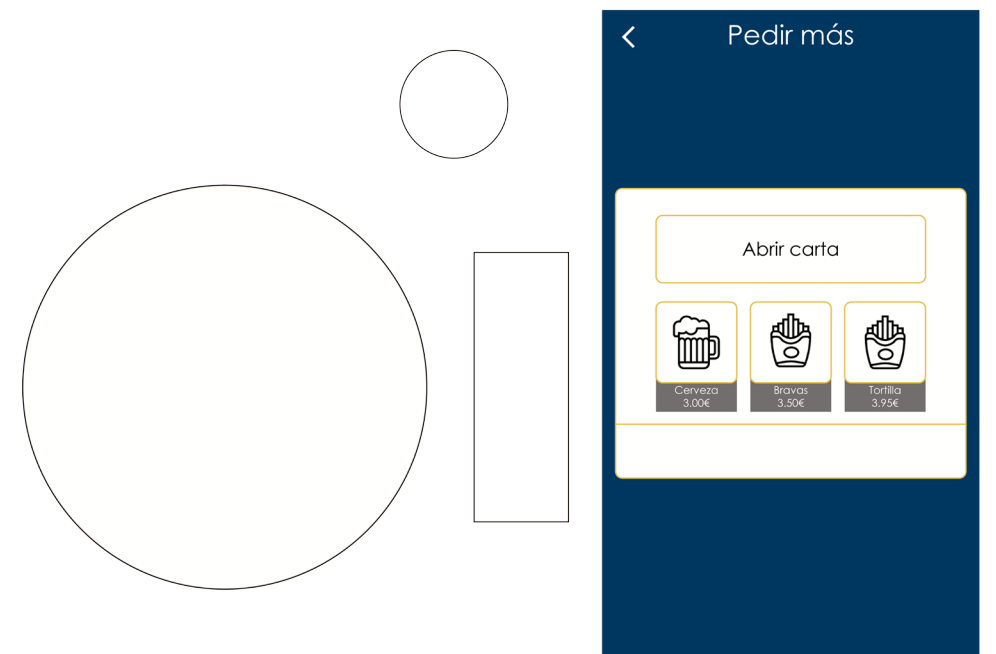 Pedir más
Abrir carta
Cerveza
3.00€
Bravas
3.50€
Tortilla
3.95€